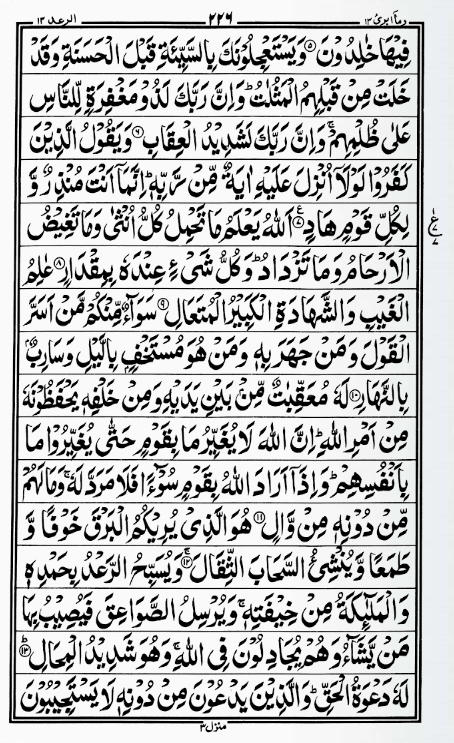 الرعد ١٣ ٢٢٦ وما ابرئ ١٣
فِيْهَا خٰلِدُوْنَ ۝٥ وَيَسْتَعْجِلُوْنَكَ بِالسَّيِّئَةِ قَبْلَ الْحَسَنَةِ وَقَدْ
خَلَتْ مِنْ قَبْلِهِمُ الْمَثُلٰتُ ؕ وَاِنَّ رَبَّكَ لَذُوْ مَغْفِرَةٍ لِّلنَّاسِ
عَلٰى ظُلْمِهِمْ ۚ وَاِنَّ رَبَّكَ لَشَدِيْدُ الْعِقَابِ ۝٦ وَيَقُوْلُ الَّذِيْنَ
كَفَرُوْا لَوْلَاۤ اُنْزِلَ عَلَيْهِ اٰيَةٌ مِّنْ رَّبِّهٖ ؕ اِنَّمَاۤ اَنْتَ مُنْذِرٌ وَّ
لِكُلِّ قَوْمٍ هَادٍ ۝٧ ع اَللّٰهُ يَعْلَمُ مَا تَحْمِلُ كُلُّ اُنْثٰى وَمَا تَغِيْضُ
الْاَرْحَامُ وَمَا تَزْدَادُ ؕ وَكُلُّ شَىْءٍ عِنْدَهٗ بِمِقْدَارٍ ۝٨ عٰلِمُ
الْغَيْبِ وَالشَّهَادَةِ الْكَبِيْرُ الْمُتَعَالِ ۝٩ سَوَآءٌ مِّنْكُمْ مَّنْ اَسَرَّ
الْقَوْلَ وَمَنْ جَهَرَ بِهٖ وَمَنْ هُوَ مُسْتَخْفٍ ۢ بِالَّيْلِ وَسَارِبٌ ۢ
بِالنَّهَارِ ۝١٠ لَهٗ مُعَقِّبٰتٌ مِّنْ ۢ بَيْنِ يَدَيْهِ وَمِنْ خَلْفِهٖ يَحْفَظُوْنَهٗ
مِنْ اَمْرِ اللّٰهِ ؕ اِنَّ اللّٰهَ لَا يُغَيِّرُ مَا بِقَوْمٍ حَتّٰى يُغَيِّرُوْا مَا
بِاَنْفُسِهِمْ ؕ وَاِذَاۤ اَرَادَ اللّٰهُ بِقَوْمٍ سُوْٓءًا فَلَا مَرَدَّ لَهٗ ۚ وَمَا لَهُمْ
مِّنْ دُوْنِهٖ مِنْ وَّالٍ ۝١١ هُوَ الَّذِىْ يُرِيْكُمُ الْبَرْقَ خَوْفًا وَّ
طَمَعًا وَّيُنْشِئُ السَّحَابَ الثِّقَالَ ۝١٢ ۚ وَيُسَبِّحُ الرَّعْدُ بِحَمْدِهٖ
وَالْمَلٰٓئِكَةُ مِنْ خِيْفَتِهٖ ۚ وَيُرْسِلُ الصَّوَاعِقَ فَيُصِيْبُ بِهَا
مَنْ يَّشَآءُ وَهُمْ يُجَادِلُوْنَ فِى اللّٰهِ ۚ وَهُوَ شَدِيْدُ الْمِحَالِ ۝١٣ ؕ
لَهٗ دَعْوَةُ الْحَقِّ ؕ وَالَّذِيْنَ يَدْعُوْنَ مِنْ دُوْنِهٖ لَا يَسْتَجِيْبُوْنَ
منزل ٣